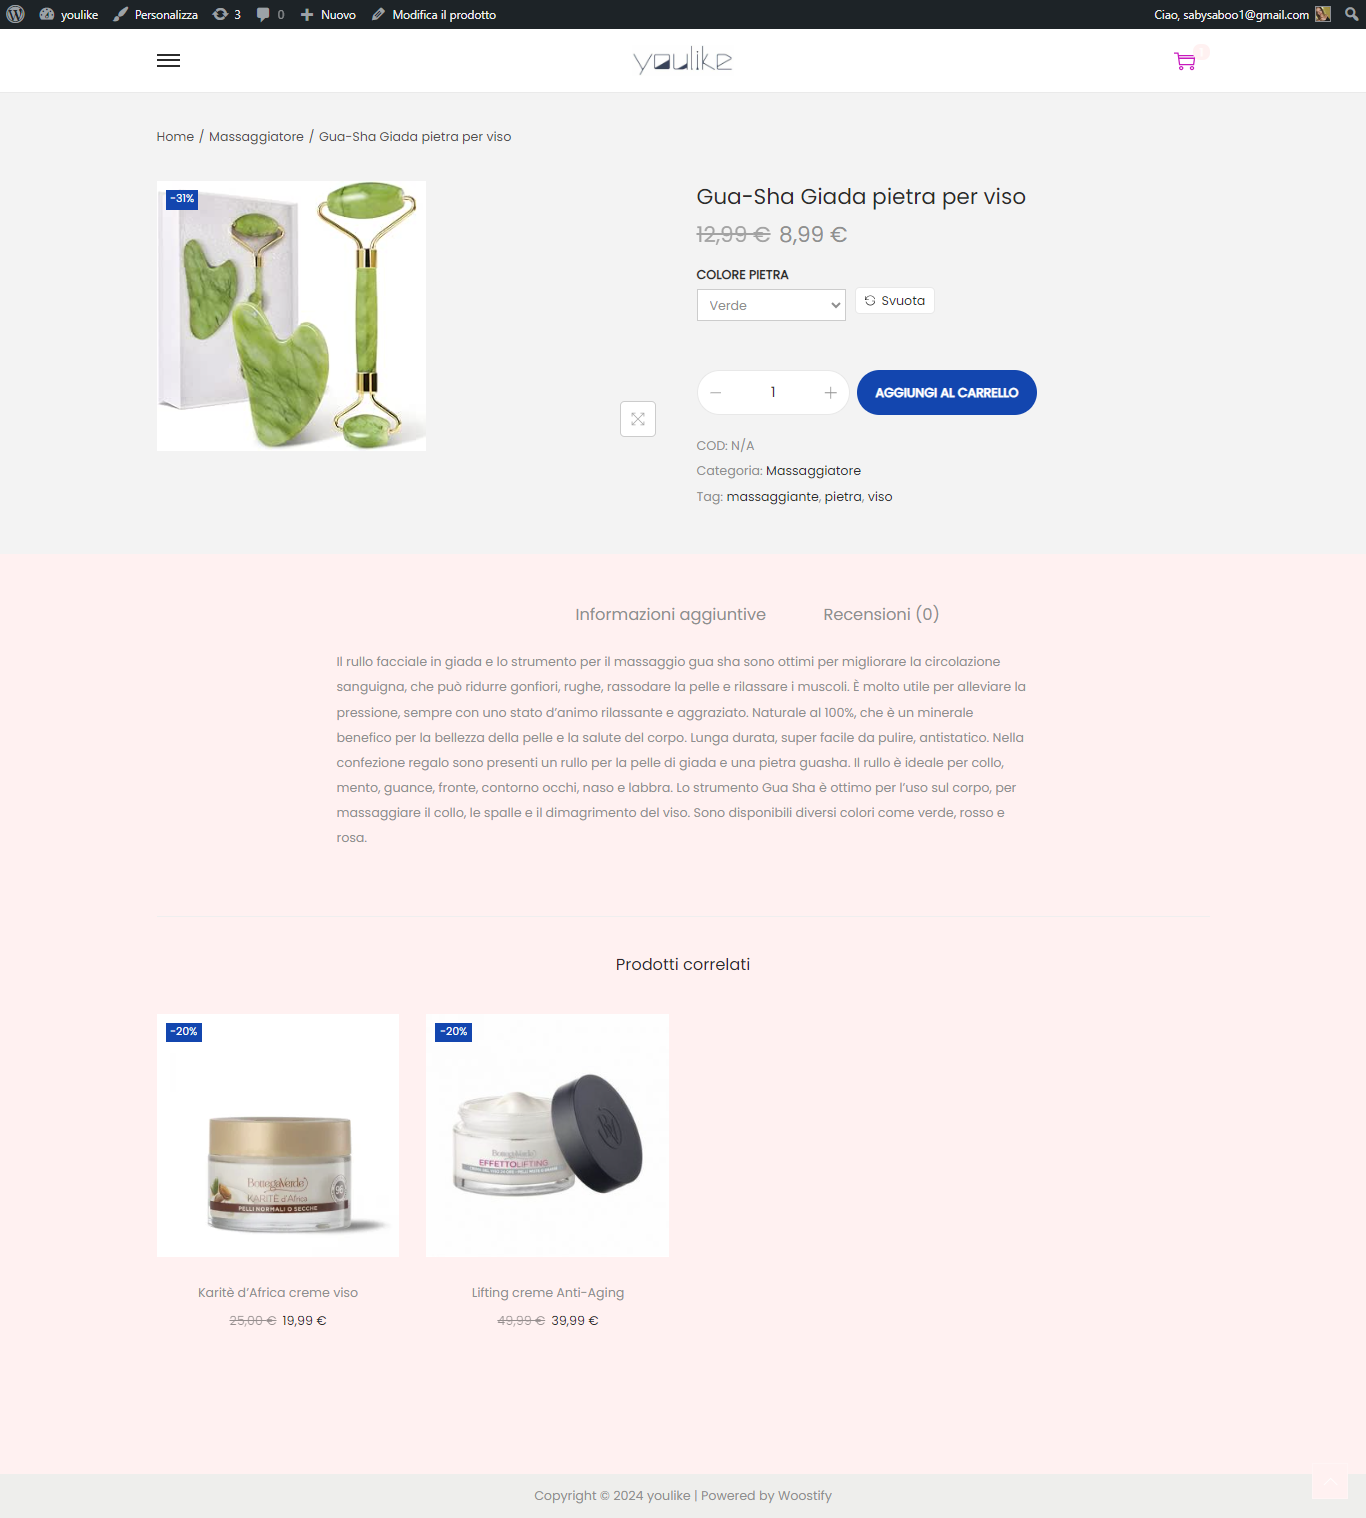 youlike Personalizza 3 0 Nuovo Modifica il prodotto Ciao, sabysaboo1@gmail.com
youlike
Home / Massaggiatore / Gua-Sha Giada pietra per viso
-31%
Gua-Sha Giada pietra per viso
12,99 € 8,99 €
COLORE PIETRA
Verde Svuota
1 AGGIUNGI AL CARRELLO
COD: N/A
Categoria: Massaggiatore
Tag: massaggiante, pietra, viso
Informazioni aggiuntive Recensioni (0)
Il rullo facciale in giada e lo strumento per il massaggio gua sha sono ottimi per migliorare la circolazione
sanguigna, che può ridurre gonfiori, rughe, rassodare la pelle e rilassare i muscoli. È molto utile per alleviare la
pressione, sempre con uno stato d’animo rilassante e aggraziato. Naturale al 100%, che è un minerale
benefico per la bellezza della pelle e la salute del corpo. Lunga durata, super facile da pulire, antistatico. Nella
confezione regalo sono presenti un rullo per la pelle di giada e una pietra guasha. Il rullo è ideale per collo,
mento, guance, fronte, contorno occhi, naso e labbra. Lo strumento Gua Sha è ottimo per l’uso sul corpo, per
massaggiare il collo, le spalle e il dimagrimento del viso. Sono disponibili diversi colori come verde, rosso e
rosa.
Prodotti correlati
-20%
BottegaVerde
KARITÈ d'Africa
PELLI NORMALI O SECCHE
-20%
BottegaVerde
EFFETTOLIFTING
Karitè d’Africa creme viso
25,00 € 19,99 €
Lifting creme Anti-Aging
49,99 € 39,99 €
Copyright © 2024 youlike | Powered by Woostify